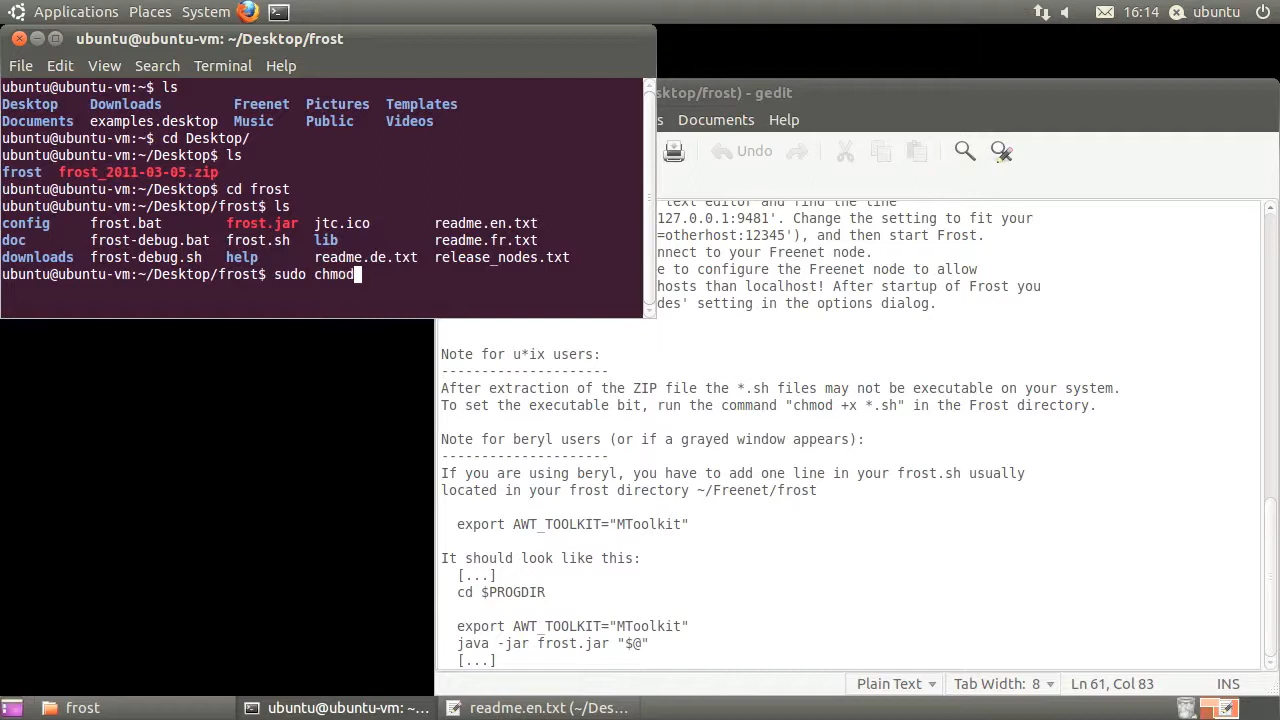 Applications Places System 16:14 ubuntu
ubuntu@ubuntu-vm: ~/Desktop/frost
File Edit View Search Terminal Help
ubuntu@ubuntu-vm:~$ ls
Desktop Downloads Freenet Pictures Templates
Documents examples.desktop Music Public Videos
ubuntu@ubuntu-vm:~$ cd Desktop/
ubuntu@ubuntu-vm:~/Desktop$ ls
frost frost_2011-03-05.zip
ubuntu@ubuntu-vm:~/Desktop$ cd frost
ubuntu@ubuntu-vm:~/Desktop/frost$ ls
config frost.bat frost.jar jtc.ico readme.en.txt
doc frost-debug.bat frost.sh lib readme.fr.txt
downloads frost-debug.sh help readme.de.txt release_nodes.txt
ubuntu@ubuntu-vm:~/Desktop/frost$ sudo chmod
sktop/frost) - gedit
s Documents Help
Undo
text editor and find the line
127.0.0.1:9481'. Change the setting to fit your
=otherhost:12345'), and then start Frost.
nnect to your Freenet node.
e to configure the Freenet node to allow
hosts than localhost! After startup of Frost you
des' setting in the options dialog.
Note for u*ix users:
---------------------
After extraction of the ZIP file the *.sh files may not be executable on your system.
To set the executable bit, run the command "chmod +x *.sh" in the Frost directory.
Note for beryl users (or if a grayed window appears):
---------------------
If you are using beryl, you have to add one line in your frost.sh usually
located in your frost directory ~/Freenet/frost
export AWT_TOOLKIT="MToolkit"
It should look like this:
[...]
cd $PROGDIR
export AWT_TOOLKIT="MToolkit"
java -jar frost.jar "$@"
[...]
Plain Text Tab Width: 8 Ln 61, Col 83 INS
frost ubuntu@ubuntu-vm: ~... readme.en.txt (~/Des...